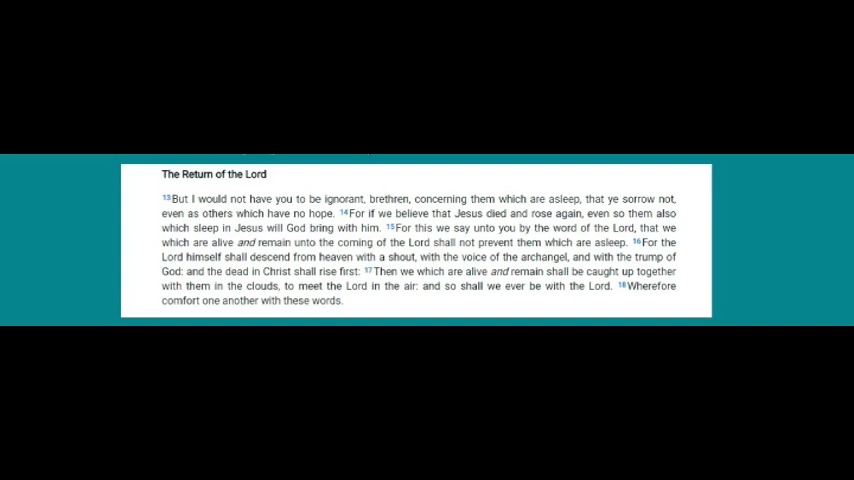 The Return of the Lord
13But I would not have you to be ignorant, brethren, concerning them which are asleep, that ye sorrow not,
even as others which have no hope. 14For if we believe that Jesus died and rose again, even so them also
which sleep in Jesus will God bring with him. 15For this we say unto you by the word of the Lord, that we
which are alive and remain unto the coming of the Lord shall not prevent them which are asleep. 16For the
Lord himself shall descend from heaven with a shout, with the voice of the archangel, and with the trump of
God: and the dead in Christ shall rise first: 17Then we which are alive and remain shall be caught up together
with them in the clouds, to meet the Lord in the air: and so shall we ever be with the Lord. 18Wherefore
comfort one another with these words.